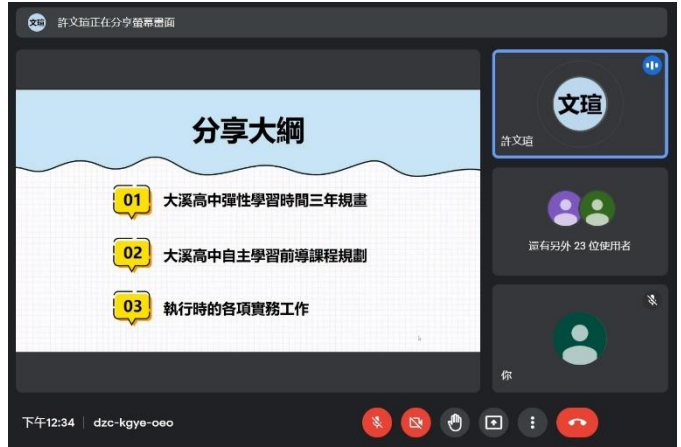 文瑄
許文瑄正在分享螢幕畫面
分享大綱
01 大溪高中彈性學習時間三年規畫
02 大溪高中自主學習前導課程規劃
03 執行時的各項實務工作
文瑄
許文瑄
還有另外 23 位使用者
你
下午12:34 | dzc-kgye-oeo